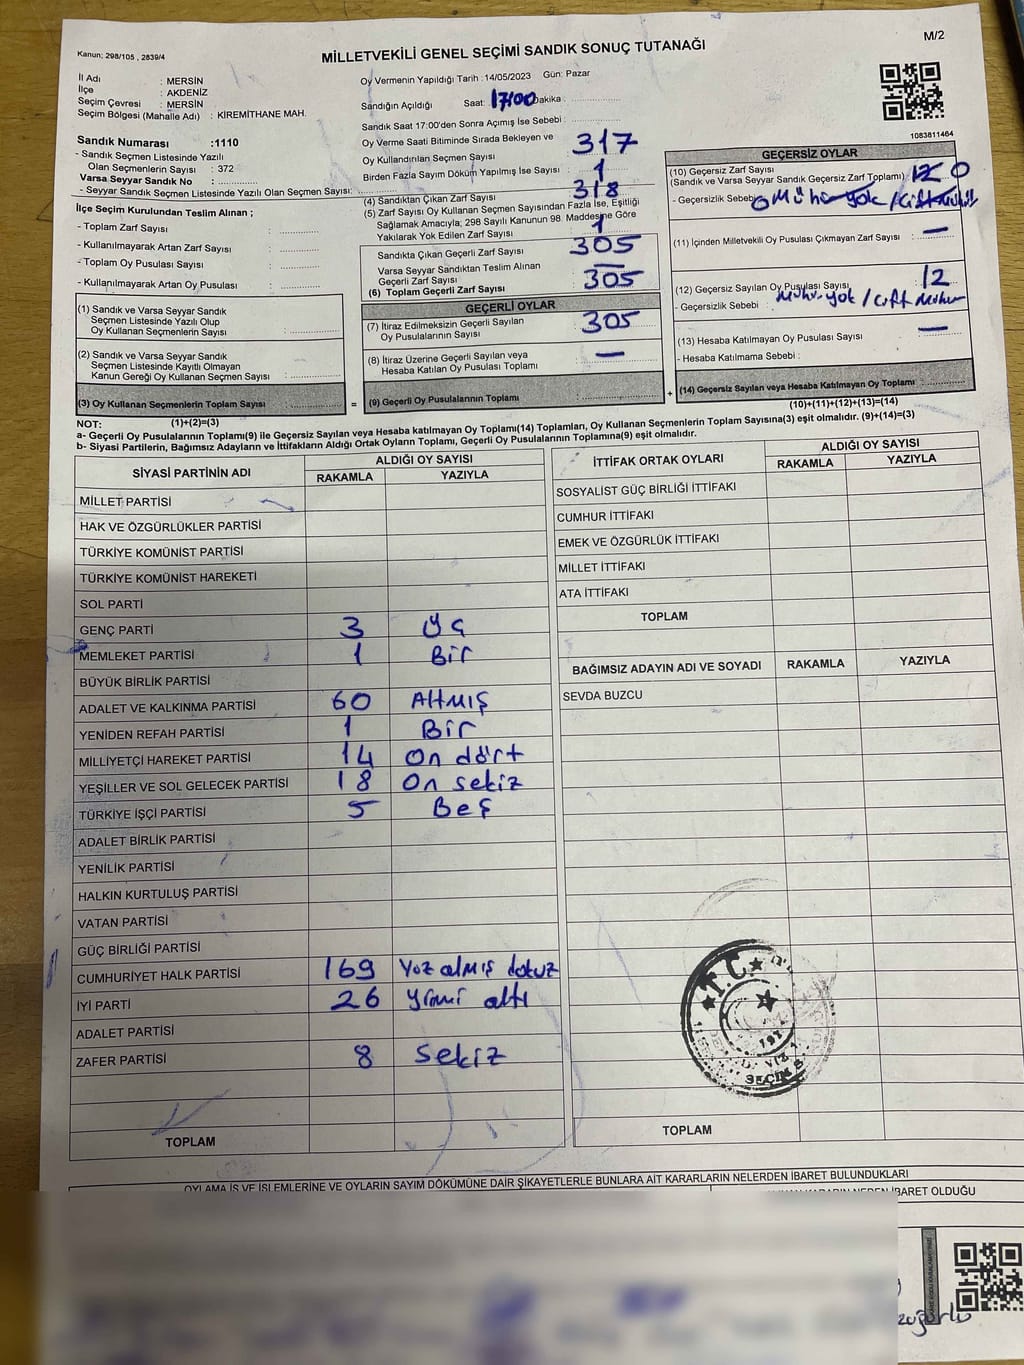 M/2
Kanun; 298/105 , 2839/4
MİLLETVEKİLİ GENEL SEÇİMİ SANDIK SONUÇ TUTANAĞI
İl Adı : MERSİN
İlçe : AKDENİZ
Seçim Çevresi : MERSİN
Seçim Bölgesi (Mahalle Adı) : KİREMİTHANE MAH.
Sandık Numarası :1110
- Sandık Seçmen Listesinde Yazılı
Olan Seçmenlerin Sayısı : 372
Varsa Seyyar Sandık No : ............
- Seyyar Sandık Seçmen Listesinde Yazılı Olan Seçmen Sayısı: ............
İlçe Seçim Kurulundan Teslim Alınan ;
- Toplam Zarf Sayısı : ............
- Kullanılmayarak Artan Zarf Sayısı : ............
- Toplam Oy Pusulası Sayısı : ............
- Kullanılmayarak Artan Oy Pusulası : ............
(1) Sandık ve Varsa Seyyar Sandık
Seçmen Listesinde Yazılı Olup
Oy Kullanan Seçmenlerin Sayısı : ............
(2) Sandık ve Varsa Seyyar Sandık
Seçmen Listesinde Kayıtlı Olmayan
Kanun Gereği Oy Kullanan Seçmen Sayısı : ............
(3) Oy Kullanan Seçmenlerin Toplam Sayısı : ............
(1)+(2)=(3)
Oy Vermenin Yapıldığı Tarih : 14/05/2023 Gün: Pazar
Sandığın Açıldığı Saat: 17:00 Dakika : ............
Sandık Saat 17:00'den Sonra Açımış İse Sebebi : ............
Oy Verme Saati Bitiminde Sırada Bekleyen ve
Oy Kullandırılan Seçmen Sayısı : 317
Birden Fazla Sayım Döküm Yapılmış İse Sayısı : 1
(4) Sandıktan Çıkan Zarf Sayısı : 318
(5) Zarf Sayısı Oy Kullanan Seçmen Sayısından Fazla İse, Eşitliği
Sağlamak Amacıyla; 298 Sayılı Kanunun 98. Maddesine Göre
Yakılarak Yok Edilen Zarf Sayısı : 1
Sandıkta Çıkan Geçerli Zarf Sayısı : 305
Varsa Seyyar Sandıktan Teslim Alınan
Geçerli Zarf Sayısı : —
(6) Toplam Geçerli Zarf Sayısı : 305
GEÇERLİ OYLAR
(7) İtiraz Edilmeksizin Geçerli Sayılan
Oy Pusulalarının Sayısı : 305
(8) İtiraz Üzerine Geçerli Sayılan veya
Hesaba Katılan Oy Pusulası Toplamı : —
= (9) Geçerli Oy Pusulalarının Toplamı : ............
1083811464
GEÇERSİZ OYLAR
(10) Geçersiz Zarf Sayısı
(Sandık ve Varsa Seyyar Sandık Geçersiz Zarf Toplamı) : 12 0
- Geçersizlik Sebebi : 0 Mühür yok / Çift Mühür
(11) İçinden Milletvekili Oy Pusulası Çıkmayan Zarf Sayısı : —
(12) Geçersiz Sayılan Oy Pusulası Sayısı : 12
- Geçersizlik Sebebi : Mühür yok / Çift Mühür
(13) Hesaba Katılmayan Oy Pusulası Sayısı : —
- Hesaba Katılmama Sebebi :
+ (14) Geçersiz Sayılan veya Hesaba Katılmayan Oy Toplamı : ............
(10)+(11)+(12)+(13)=(14)
NOT:
a- Geçerli Oy Pusulalarının Toplamı(9) ile Geçersiz Sayılan veya Hesaba katılmayan Oy Toplamı(14) Toplamları, Oy Kullanan Seçmenlerin Toplam Sayısına(3) eşit olmalıdır. (9)+(14)=(3)
b- Siyasi Partilerin, Bağımsız Adayların ve İttifakların Aldığı Ortak Oyların Toplamı, Geçerli Oy Pusulalarının Toplamına(9) eşit olmalıdır.
SİYASİ PARTİNİN ADI ALDIĞI OY SAYISI
RAKAMLA YAZIYLA
MİLLET PARTİSİ
HAK VE ÖZGÜRLÜKLER PARTİSİ
TÜRKİYE KOMÜNİST PARTİSİ
TÜRKİYE KOMÜNİST HAREKETİ
SOL PARTİ
GENÇ PARTİ 3 Üç
MEMLEKET PARTİSİ 1 Bir
BÜYÜK BİRLİK PARTİSİ
ADALET VE KALKINMA PARTİSİ 60 Altmış
YENİDEN REFAH PARTİSİ 1 Bir
MİLLİYETÇİ HAREKET PARTİSİ 14 On dört
YEŞİLLER VE SOL GELECEK PARTİSİ 18 On sekiz
TÜRKİYE İŞÇİ PARTİSİ 5 Beş
ADALET BİRLİK PARTİSİ
YENİLİK PARTİSİ
HALKIN KURTULUŞ PARTİSİ
VATAN PARTİSİ
GÜÇ BİRLİĞİ PARTİSİ
CUMHURİYET HALK PARTİSİ 169 Yüz almış dokuz
İYİ PARTİ 26 Yirmi altı
ADALET PARTİSİ
ZAFER PARTİSİ 8 Sekiz
TOPLAM
İTTİFAK ORTAK OYLARI ALDIĞI OY SAYISI
RAKAMLA YAZIYLA
SOSYALİST GÜÇ BİRLİĞİ İTTİFAKI
CUMHUR İTTİFAKI
EMEK VE ÖZGÜRLÜK İTTİFAKI
MİLLET İTTİFAKI
ATA İTTİFAKI
TOPLAM
BAĞIMSIZ ADAYIN ADI VE SOYADI RAKAMLA YAZIYLA
SEVDA BUZCU
T.C.
TOPLAM
OYLAMA İŞ VE İŞLEMLERİNE VE OYLARIN SAYIM DÖKÜMÜNE DAİR ŞİKAYETLERLE BUNLARA AİT KARARLARIN NELERDEN İBARET BULUNDUKLARI
KARARIN NEDEN İBARET OLDUĞU